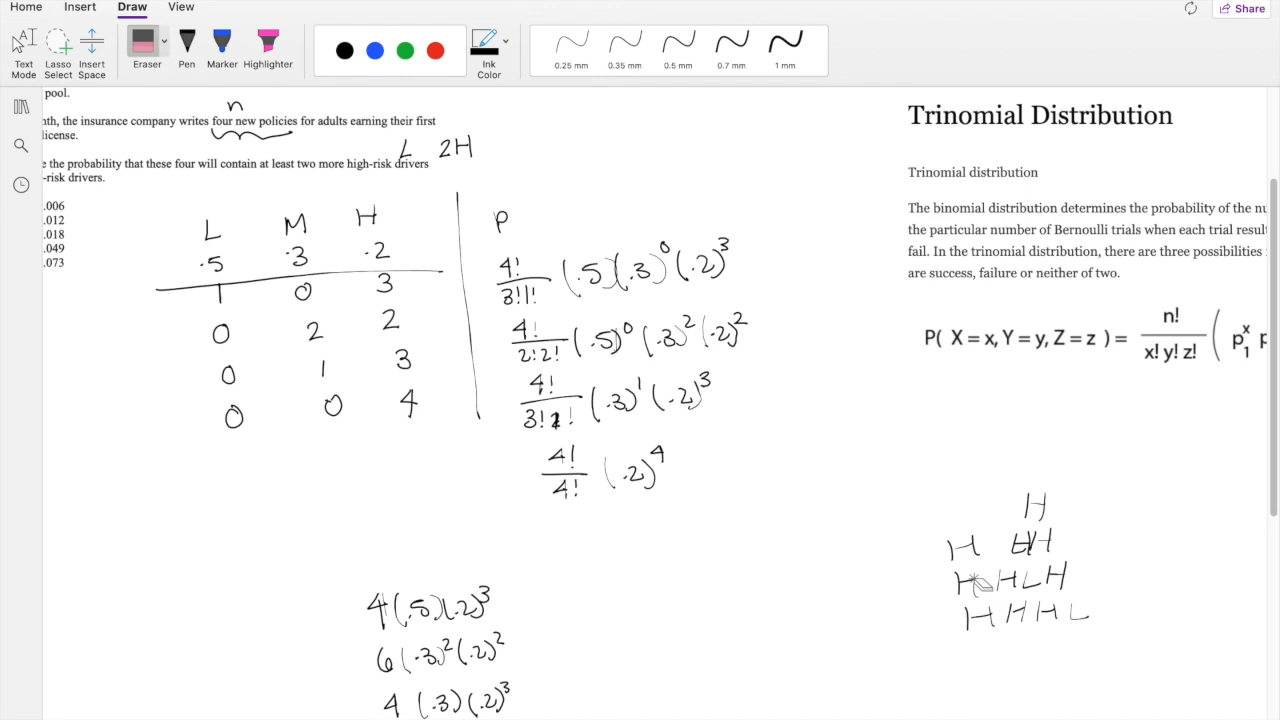 Home Insert Draw View
Share
Text Mode
Lasso Select
Insert Space
Eraser
Pen
Marker
Highlighter
Ink Color
0.25 mm 0.35 mm 0.5 mm 0.7 mm 1 mm
pool.
n
nth, the insurance company writes four new policies for adults earning their first
license.
L 2H
e the probability that these four will contain at least two more high-risk drivers
-risk drivers.
.006
.012
.018
.049
.073
L M H
.5 .3 .2
1 0 3
0 2 2
0 1 3
0 0 4
P
4!/3!1! (.5)(.3)^0 (.2)^3
4!/2!2! (.5)^0 (.3)^2 (.2)^2
4!/3!1! (.3)^1 (.2)^3
4!/4! (.2)^4
4(.5)(.2)^3
6(.3)^2(.2)^2
4 (.3)(.2)^3
Trinomial Distribution
Trinomial distribution
The binomial distribution determines the probability of the nu
the particular number of Bernoulli trials when each trial result
fail. In the trinomial distribution, there are three possibilities
are success, failure or neither of two.
P( X = x, Y = y, Z = z ) = n!/x! y! z! ( p₁^x p
H
H H
H H L H
H H H L